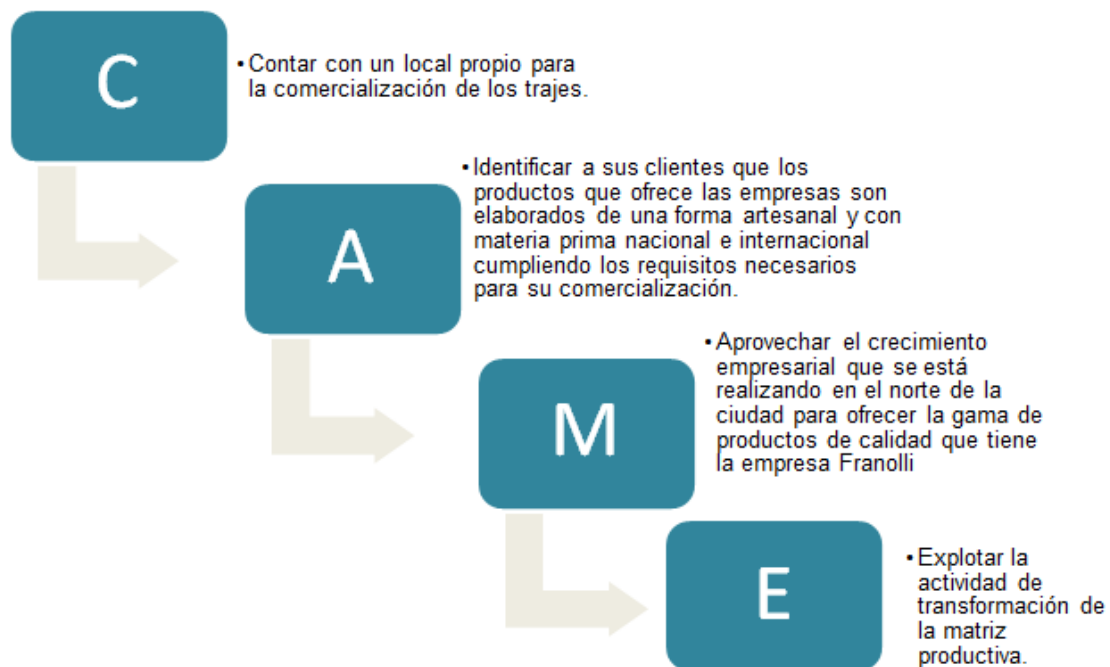 C
• Contar con un local propio para
la comercialización de los trajes.
A
• Identificar a sus clientes que los
productos que ofrece las empresas son
elaborados de una forma artesanal y con
materia prima nacional e internacional
cumpliendo los requisitos necesarios
para su comercialización.
M
• Aprovechar el crecimiento
empresarial que se está
realizando en el norte de la
ciudad para ofrecer la gama de
productos de calidad que tiene
la empresa Franolli
E
• Explotar la
actividad de
transformación de
la matriz
productiva.